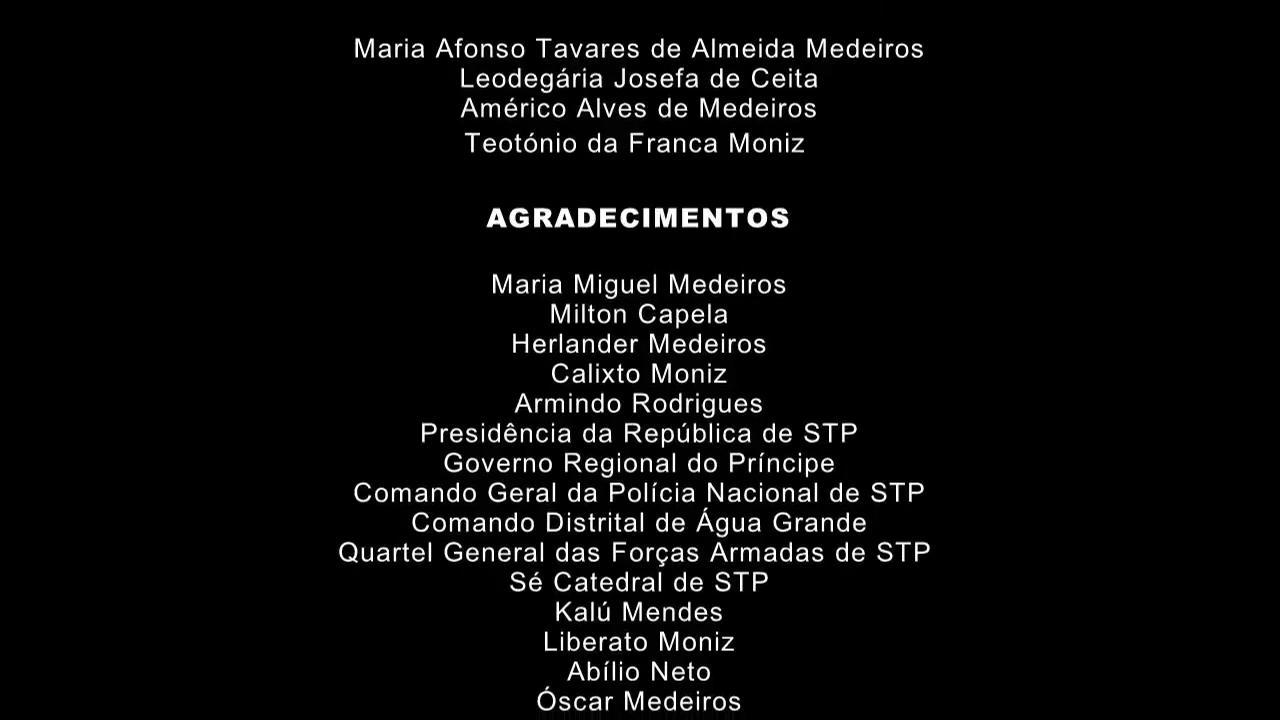 Maria Afonso Tavares de Almeida Medeiros
Leodegária Josefa de Ceita
Américo Alves de Medeiros
Teotónio da Franca Moniz
AGRADECIMENTOS
Maria Miguel Medeiros
Milton Capela
Herlander Medeiros
Calixto Moniz
Armindo Rodrigues
Presidência da República de STP
Governo Regional do Príncipe
Comando Geral da Polícia Nacional de STP
Comando Distrital de Água Grande
Quartel General das Forças Armadas de STP
Sé Catedral de STP
Kalú Mendes
Liberato Moniz
Abílio Neto
Óscar Medeiros